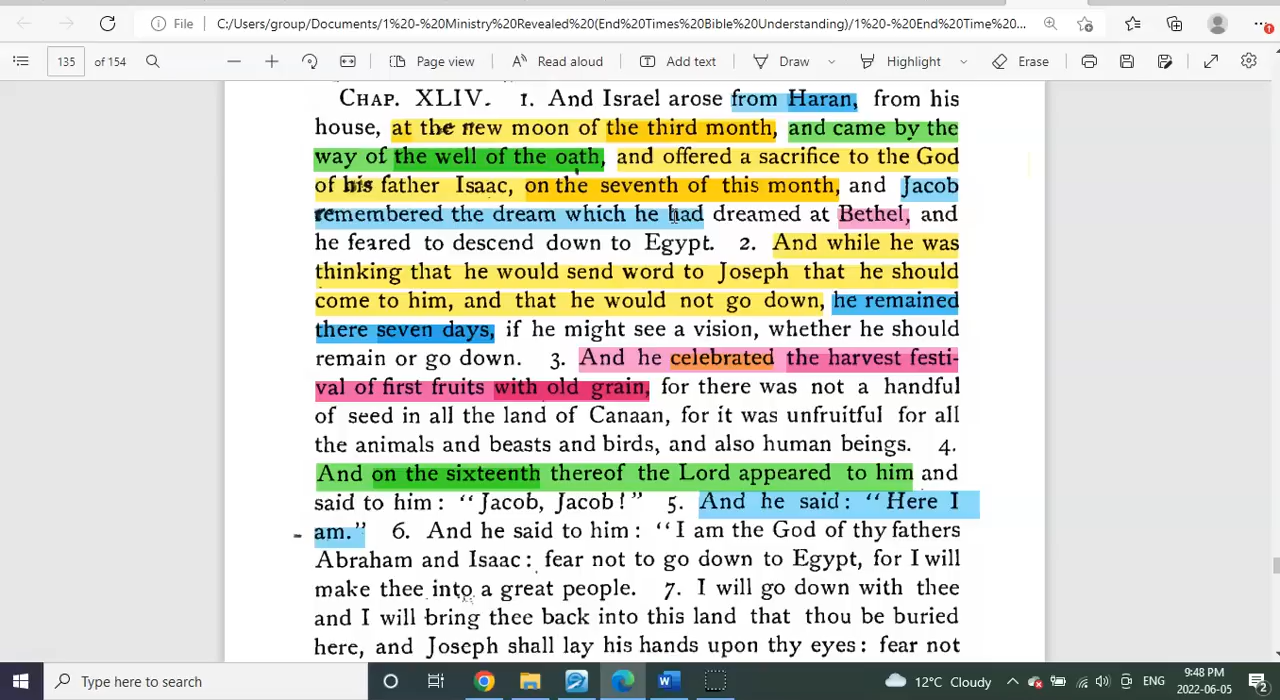 File
C:/Users/group/Documents/1%20-%20Ministry%20Revealed(End%20Times%20Bible%20Understanding)/1%20-%20End%20Time%20...
135 of 154
Page view
Read aloud
Add text
Draw
Highlight
Erase
CHAP. XLIV. 1. And Israel arose from Haran, from his
house, at the new moon of the third month, and came by the
way of the well of the oath, and offered a sacrifice to the God
of his father Isaac, on the seventh of this month, and Jacob
remembered the dream which he had dreamed at Bethel, and
he feared to descend down to Egypt. 2. And while he was
thinking that he would send word to Joseph that he should
come to him, and that he would not go down, he remained
there seven days, if he might see a vision, whether he should
remain or go down. 3. And he celebrated the harvest festi-
val of first fruits with old grain, for there was not a handful
of seed in all the land of Canaan, for it was unfruitful for all
the animals and beasts and birds, and also human beings. 4.
And on the sixteenth thereof the Lord appeared to him and
said to him: "Jacob, Jacob!" 5. And he said: "Here I
am." 6. And he said to him: "I am the God of thy fathers
Abraham and Isaac: fear not to go down to Egypt, for I will
make thee into a great people. 7. I will go down with thee
and I will bring thee back into this land that thou be buried
here, and Joseph shall lay his hands upon thy eyes: fear not
Type here to search
12°C Cloudy
ENG
9:48 PM
2022-06-05
2